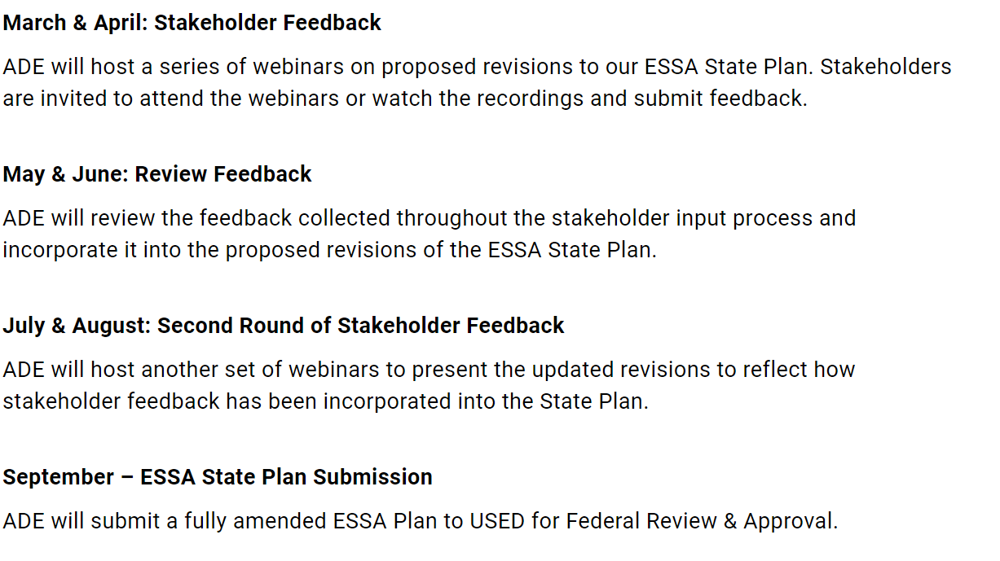 March & April: Stakeholder Feedback
ADE will host a series of webinars on proposed revisions to our ESSA State Plan. Stakeholders
are invited to attend the webinars or watch the recordings and submit feedback.
May & June: Review Feedback
ADE will review the feedback collected throughout the stakeholder input process and
incorporate it into the proposed revisions of the ESSA State Plan.
July & August: Second Round of Stakeholder Feedback
ADE will host another set of webinars to present the updated revisions to reflect how
stakeholder feedback has been incorporated into the State Plan.
September – ESSA State Plan Submission
ADE will submit a fully amended ESSA Plan to USED for Federal Review & Approval.